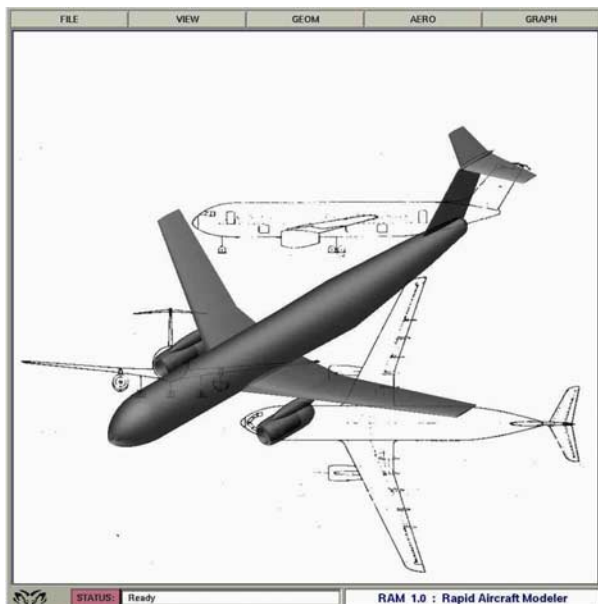 FILE VIEW GEOM AERO GRAPH
STATUS: Ready RAM 1.0 : Rapid Aircraft Modeler